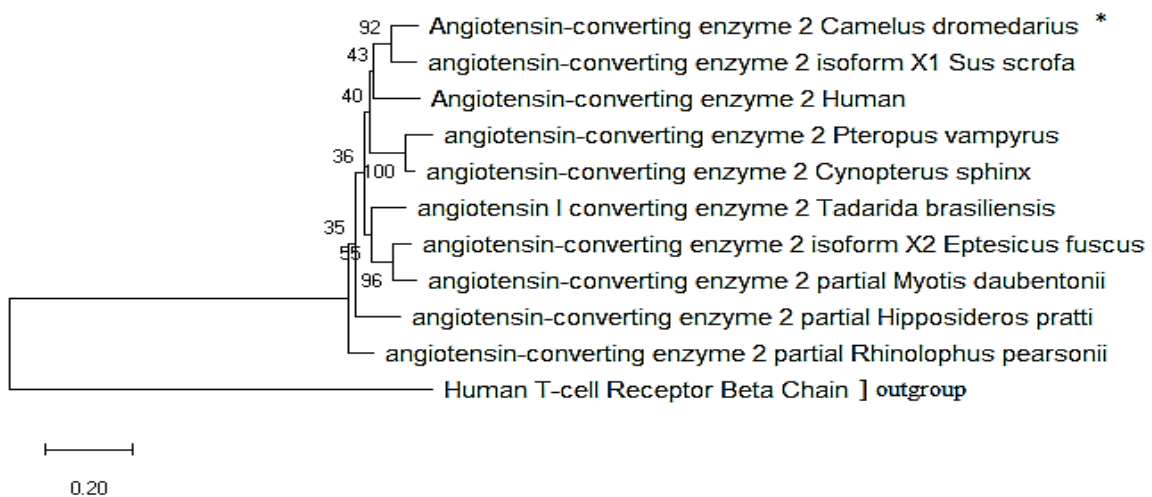 92
Angiotensin-converting enzyme 2 Camelus dromedarius *
43
angiotensin-converting enzyme 2 isoform X1 Sus scrofa
40
Angiotensin-converting enzyme 2 Human
angiotensin-converting enzyme 2 Pteropus vampyrus
36
100
angiotensin-converting enzyme 2 Cynopterus sphinx
angiotensin I converting enzyme 2 Tadarida brasiliensis
35
angiotensin-converting enzyme 2 isoform X2 Eptesicus fuscus
55
96
angiotensin-converting enzyme 2 partial Myotis daubentonii
angiotensin-converting enzyme 2 partial Hipposideros pratti
angiotensin-converting enzyme 2 partial Rhinolophus pearsonii
Human T-cell Receptor Beta Chain ] outgroup
0.20